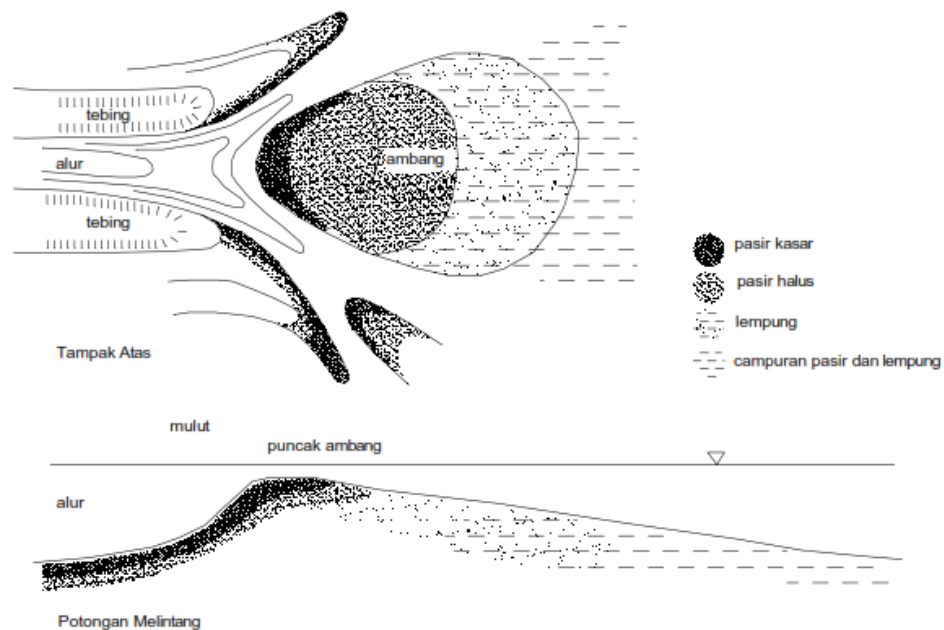 tebing
alur
ambang
tebing
pasir kasar
pasir halus
lempung
campuran pasir dan lempung
Tampak Atas
mulut
puncak ambang
alur
Potongan Melintang